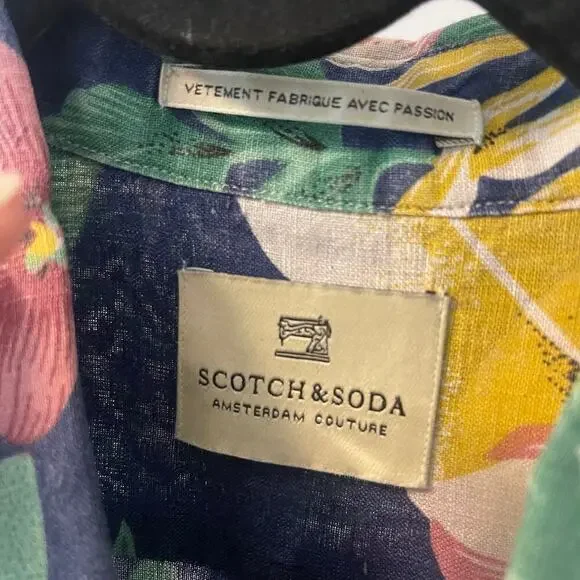 VETEMENT FABRIQUE AVEC PASSION
SCOTCH & SODA
AMSTERDAM COUTURE